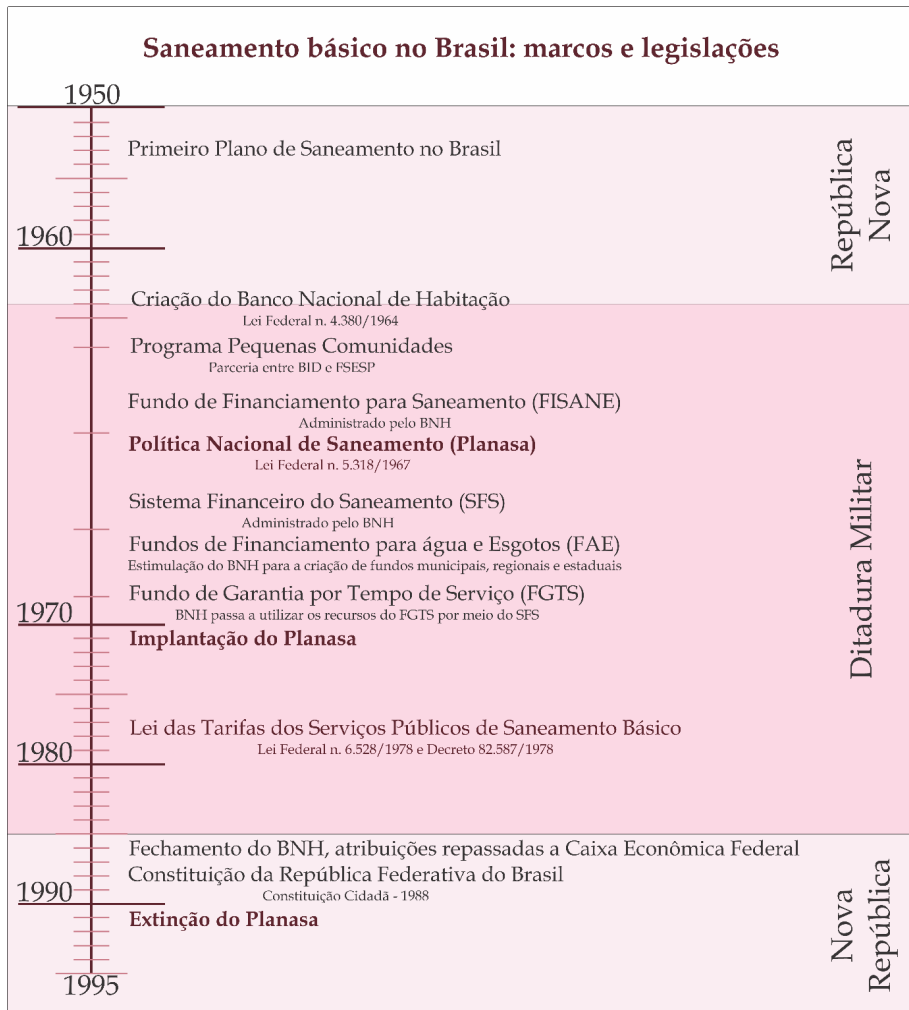 Saneamento básico no Brasil: marcos e legislações
1950
Primeiro Plano de Saneamento no Brasil
República
Nova
1960
Criação do Banco Nacional de Habitação
Lei Federal n. 4.380/1964
Programa Pequenas Comunidades
Parceria entre BID e FSESP
Fundo de Financiamento para Saneamento (FISANE)
Administrado pelo BNH
Política Nacional de Saneamento (Planasa)
Lei Federal n. 5.318/1967
Sistema Financeiro do Saneamento (SFS)
Administrado pelo BNH
Fundos de Financiamento para água e Esgotos (FAE)
Estimulação do BNH para a criação de fundos municipais, regionais e estaduais
Fundo de Garantia por Tempo de Serviço (FGTS)
BNH passa a utilizar os recursos do FGTS por meio do SFS
1970
Implantação do Planasa
Ditadura Militar
Lei das Tarifas dos Serviços Públicos de Saneamento Básico
Lei Federal n. 6.528/1978 e Decreto 82.587/1978
1980
Fechamento do BNH, atribuições repassadas a Caixa Econômica Federal
Constituição da República Federativa do Brasil
Constituição Cidadã - 1988
1990
Extinção do Planasa
Nova
República
1995